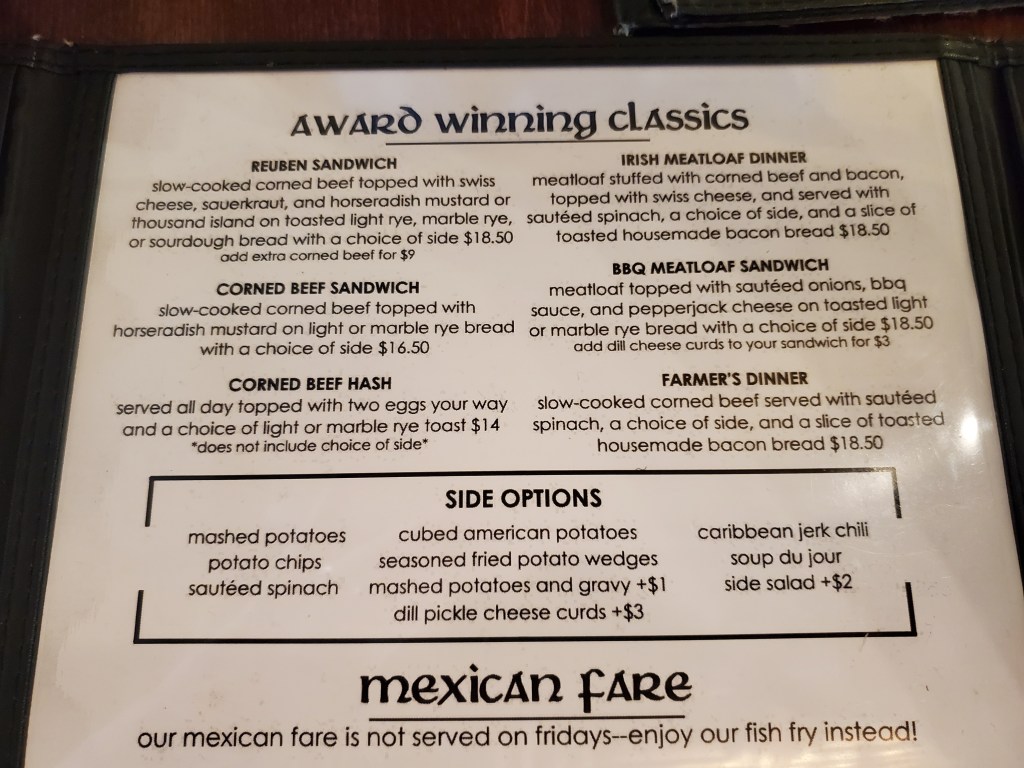 AWARD winning classics
REUBEN SANDWICH
slow-cooked corned beef topped with swiss
cheese, sauerkraut, and horseradish mustard or
thousand island on toasted light rye, marble rye,
or sourdough bread with a choice of side $18.50
add extra corned beef for $9
CORNED BEEF SANDWICH
slow-cooked corned beef topped with
horseradish mustard on light or marble rye bread
with a choice of side $16.50
CORNED BEEF HASH
served all day topped with two eggs your way
and a choice of light or marble rye toast $14
*does not include choice of side*
IRISH MEATLOAF DINNER
meatloaf stuffed with corned beef and bacon,
topped with swiss cheese, and served with
sautéed spinach, a choice of side, and a slice of
toasted housemade bacon bread $18.50
BBQ MEATLOAF SANDWICH
meatloaf topped with sautéed onions, bbq
sauce, and pepperjack cheese on toasted light
or marble rye bread with a choice of side $18.50
add dill cheese curds to your sandwich for $3
FARMER'S DINNER
slow-cooked corned beef served with sautéed
spinach, a choice of side, and a slice of toasted
housemade bacon bread $18.50
SIDE OPTIONS
mashed potatoes
potato chips
sautéed spinach
cubed american potatoes
seasoned fried potato wedges
mashed potatoes and gravy +$1
dill pickle cheese curds +$3
caribbean jerk chili
soup du jour
side salad +$2
mexican fare
our mexican fare is not served on fridays--enjoy our fish fry instead!